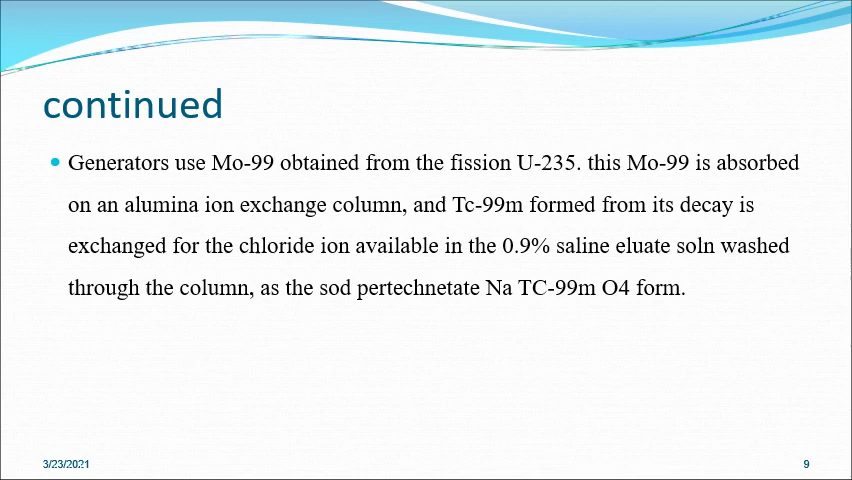 continued
Generators use Mo-99 obtained from the fission U-235. this Mo-99 is absorbed
on an alumina ion exchange column, and Tc-99m formed from its decay is
exchanged for the chloride ion available in the 0.9% saline eluate soln washed
through the column, as the sod pertechnetate Na TC-99m O4 form.
3/23/2021
9